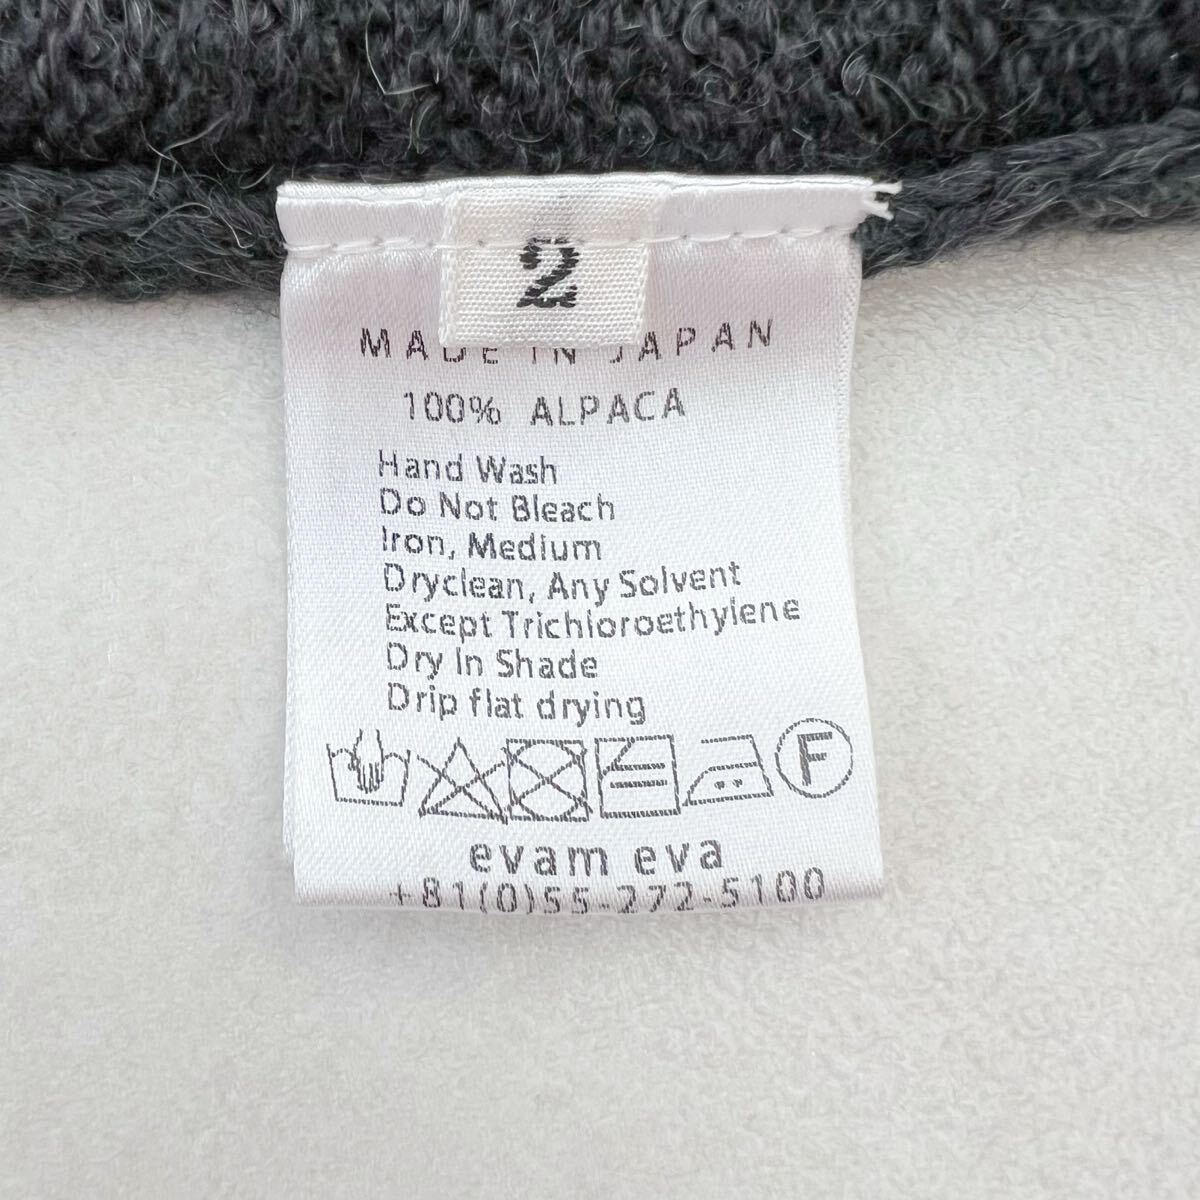 2
MADE IN JAPAN
100% ALPACA
Hand Wash
Do Not Bleach
Iron, Medium
Dryclean, Any Solvent
Except Trichloroethylene
Dry In Shade
Drip flat drying
F
evam eva
+81(0)55-272-5100